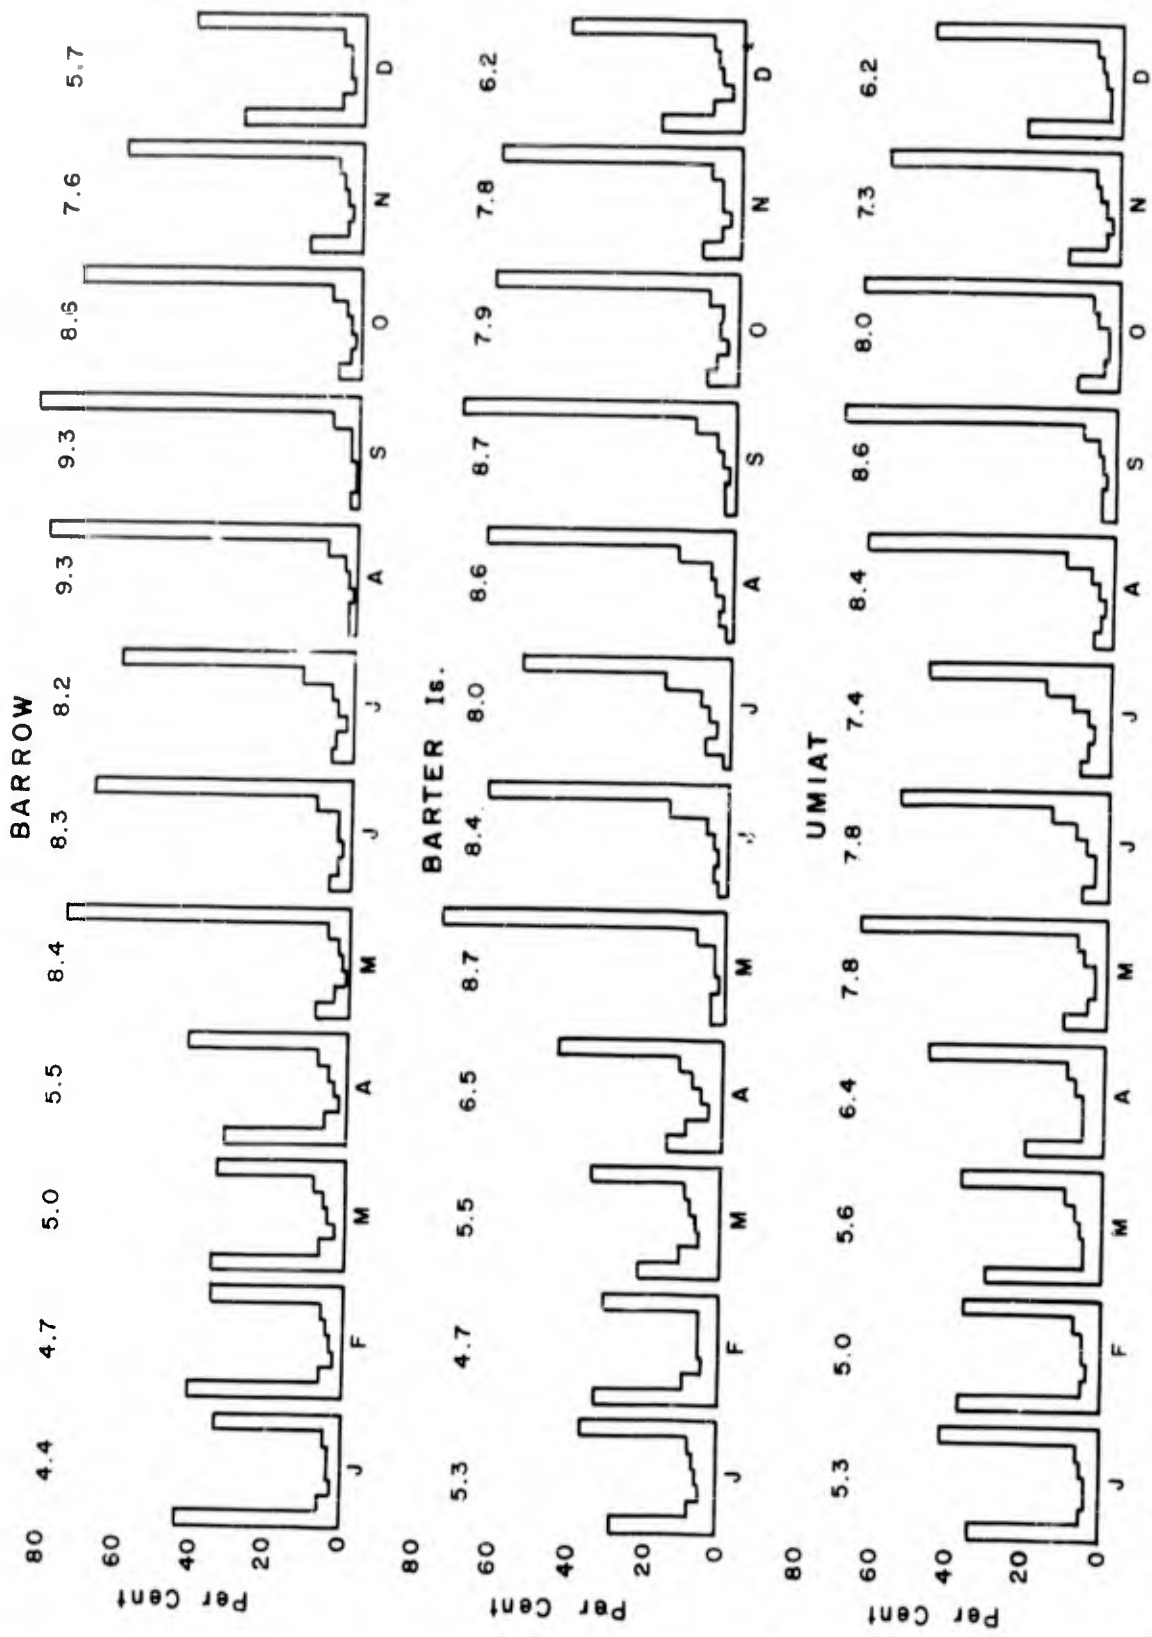 BARROW
4.4 4.7 5.0 5.5 8.4 8.3 8.2 9.3 9.3 8.6 7.6 5.7
80
60
40
20
0
Per Cent
J F M A M J J A S O N D
BARTER Is.
5.3 4.7 5.5 6.5 8.7 8.4 8.0 8.6 8.7 7.9 7.8 6.2
80
60
40
20
0
Per Cent
J F M A M J J A S O N D
UMIAT
5.3 5.0 5.6 6.4 7.8 7.8 7.4 8.4 8.6 8.0 7.3 6.2
80
60
40
20
0
Per Cent
J F M A M J J A S O N D